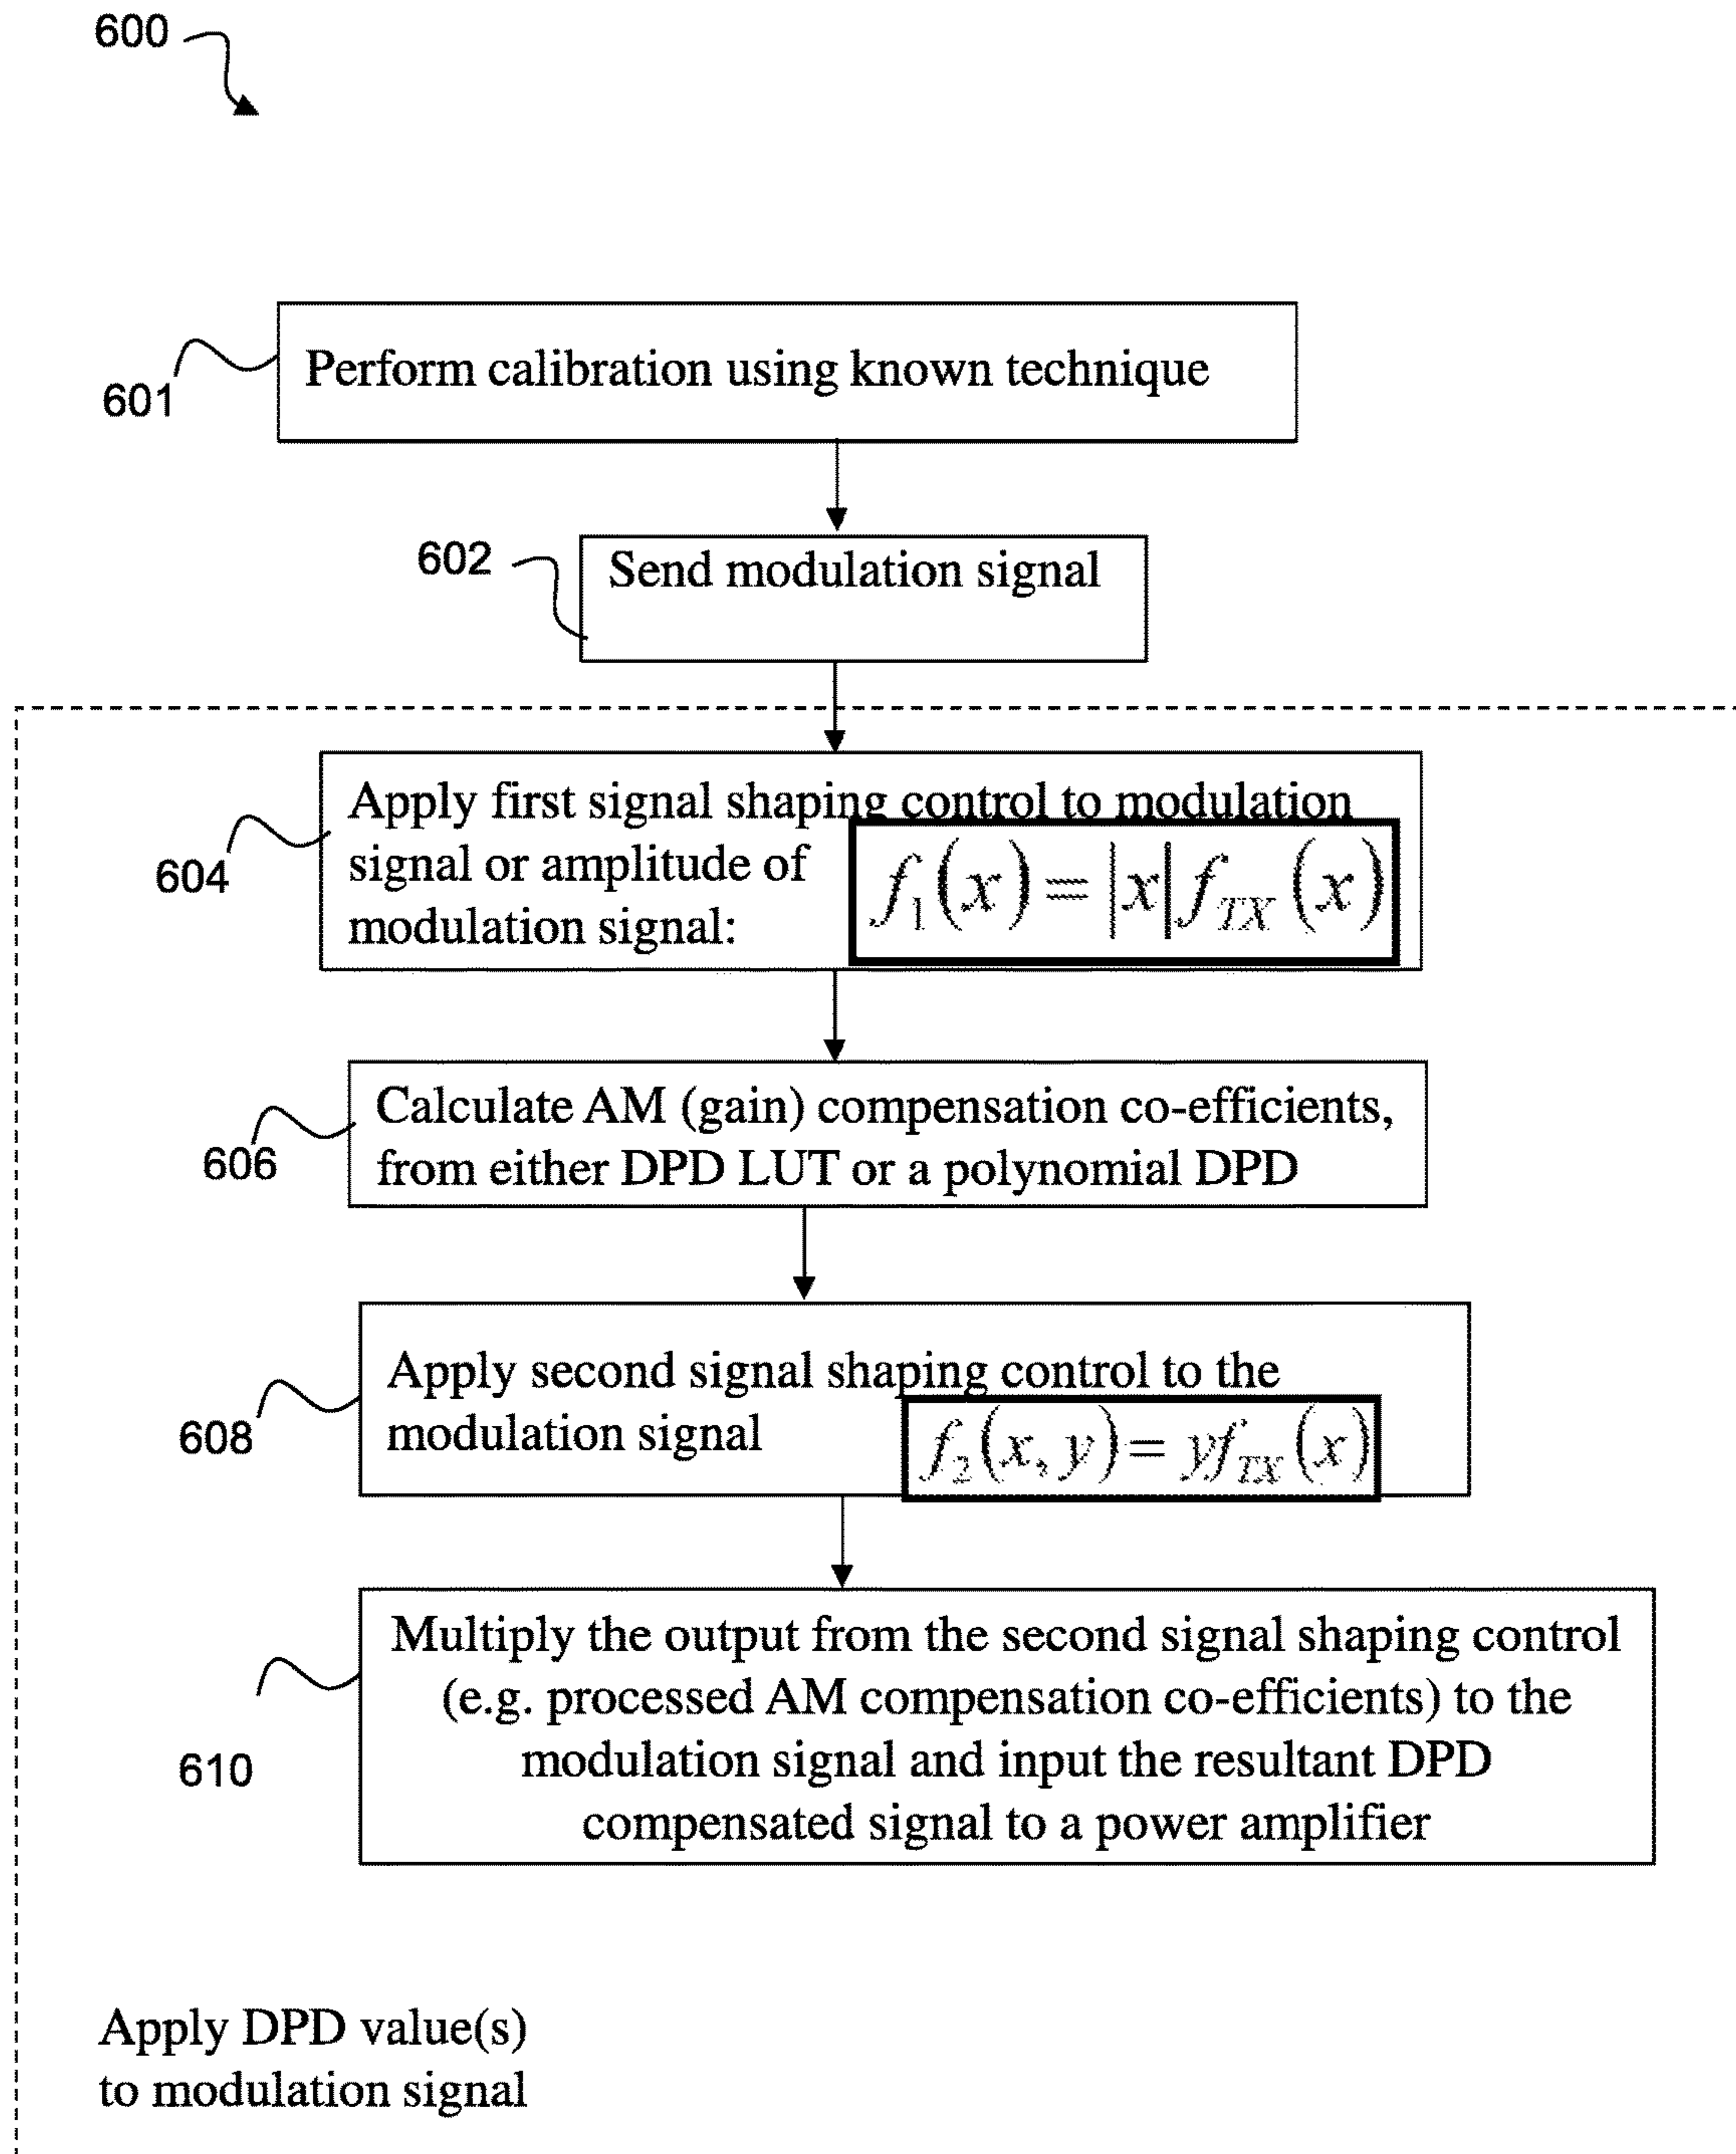 600
601
Perform calibration using known technique
602
Send modulation signal
604
Apply first signal shaping control to modulation
signal or amplitude of
modulation signal:
f₁(x) = |x| f_TX (x)
606
Calculate AM (gain) compensation co-efficients,
from either DPD LUT or a polynomial DPD
608
Apply second signal shaping control to the
modulation signal
f₂(x, y) = yf_TX (x)
610
Multiply the output from the second signal shaping control
(e.g. processed AM compensation co-efficients) to the
modulation signal and input the resultant DPD
compensated signal to a power amplifier
Apply DPD value(s)
to modulation signal